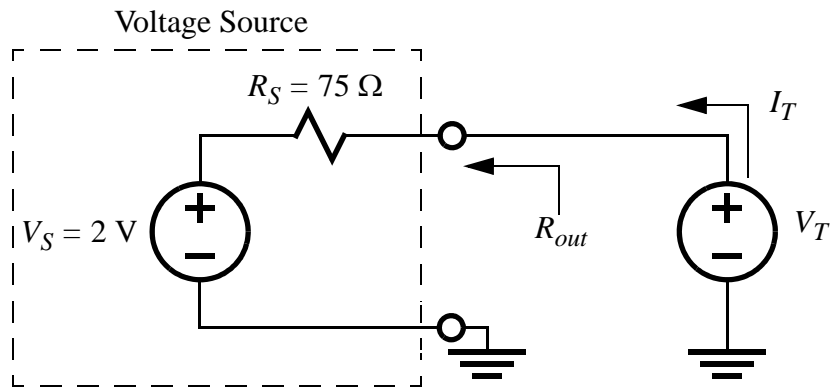 Voltage Source
R_S = 75 Ω
I_T
V_S = 2 V
R_out
V_T